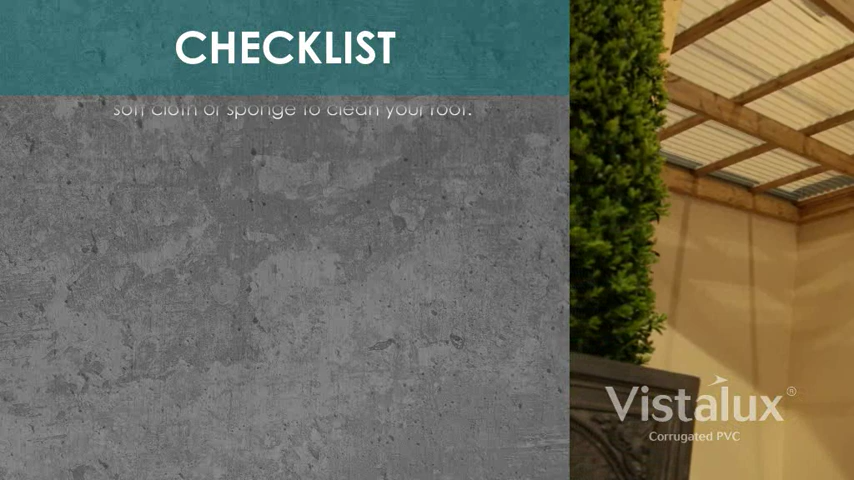 CHECKLIST
soft cloth or sponge to clean your roof.
Vistalux®
Corrugated PVC